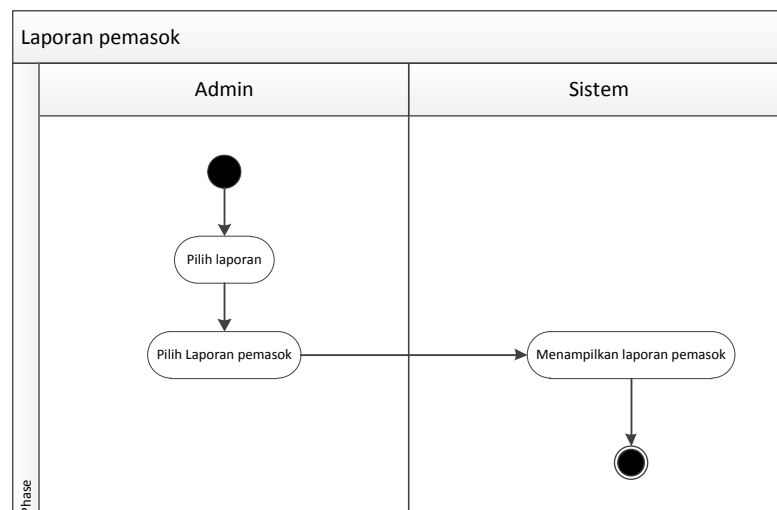 Laporan pemasok
Admin
Sistem
Pilih laporan
Pilih Laporan pemasok
Menampilkan laporan pemasok
Phase